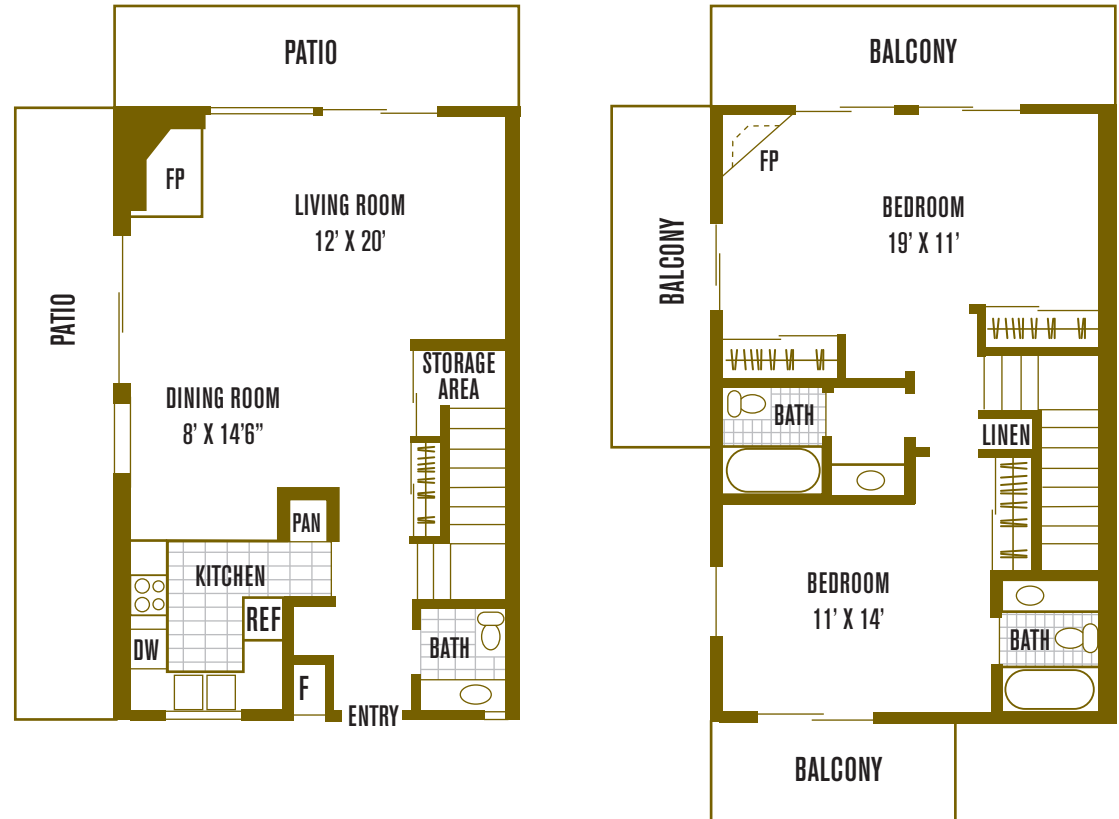 PATIO
FP
LIVING ROOM
12’ X 20’
PATIO
STORAGE
AREA
DINING ROOM
8’ X 14’6”
PAN
KITCHEN
REF
DW
BATH
F
ENTRY
BALCONY
FP
BEDROOM
19’ X 11’
BALCONY
BATH
LINEN
BEDROOM
11’ X 14’
BATH
BALCONY